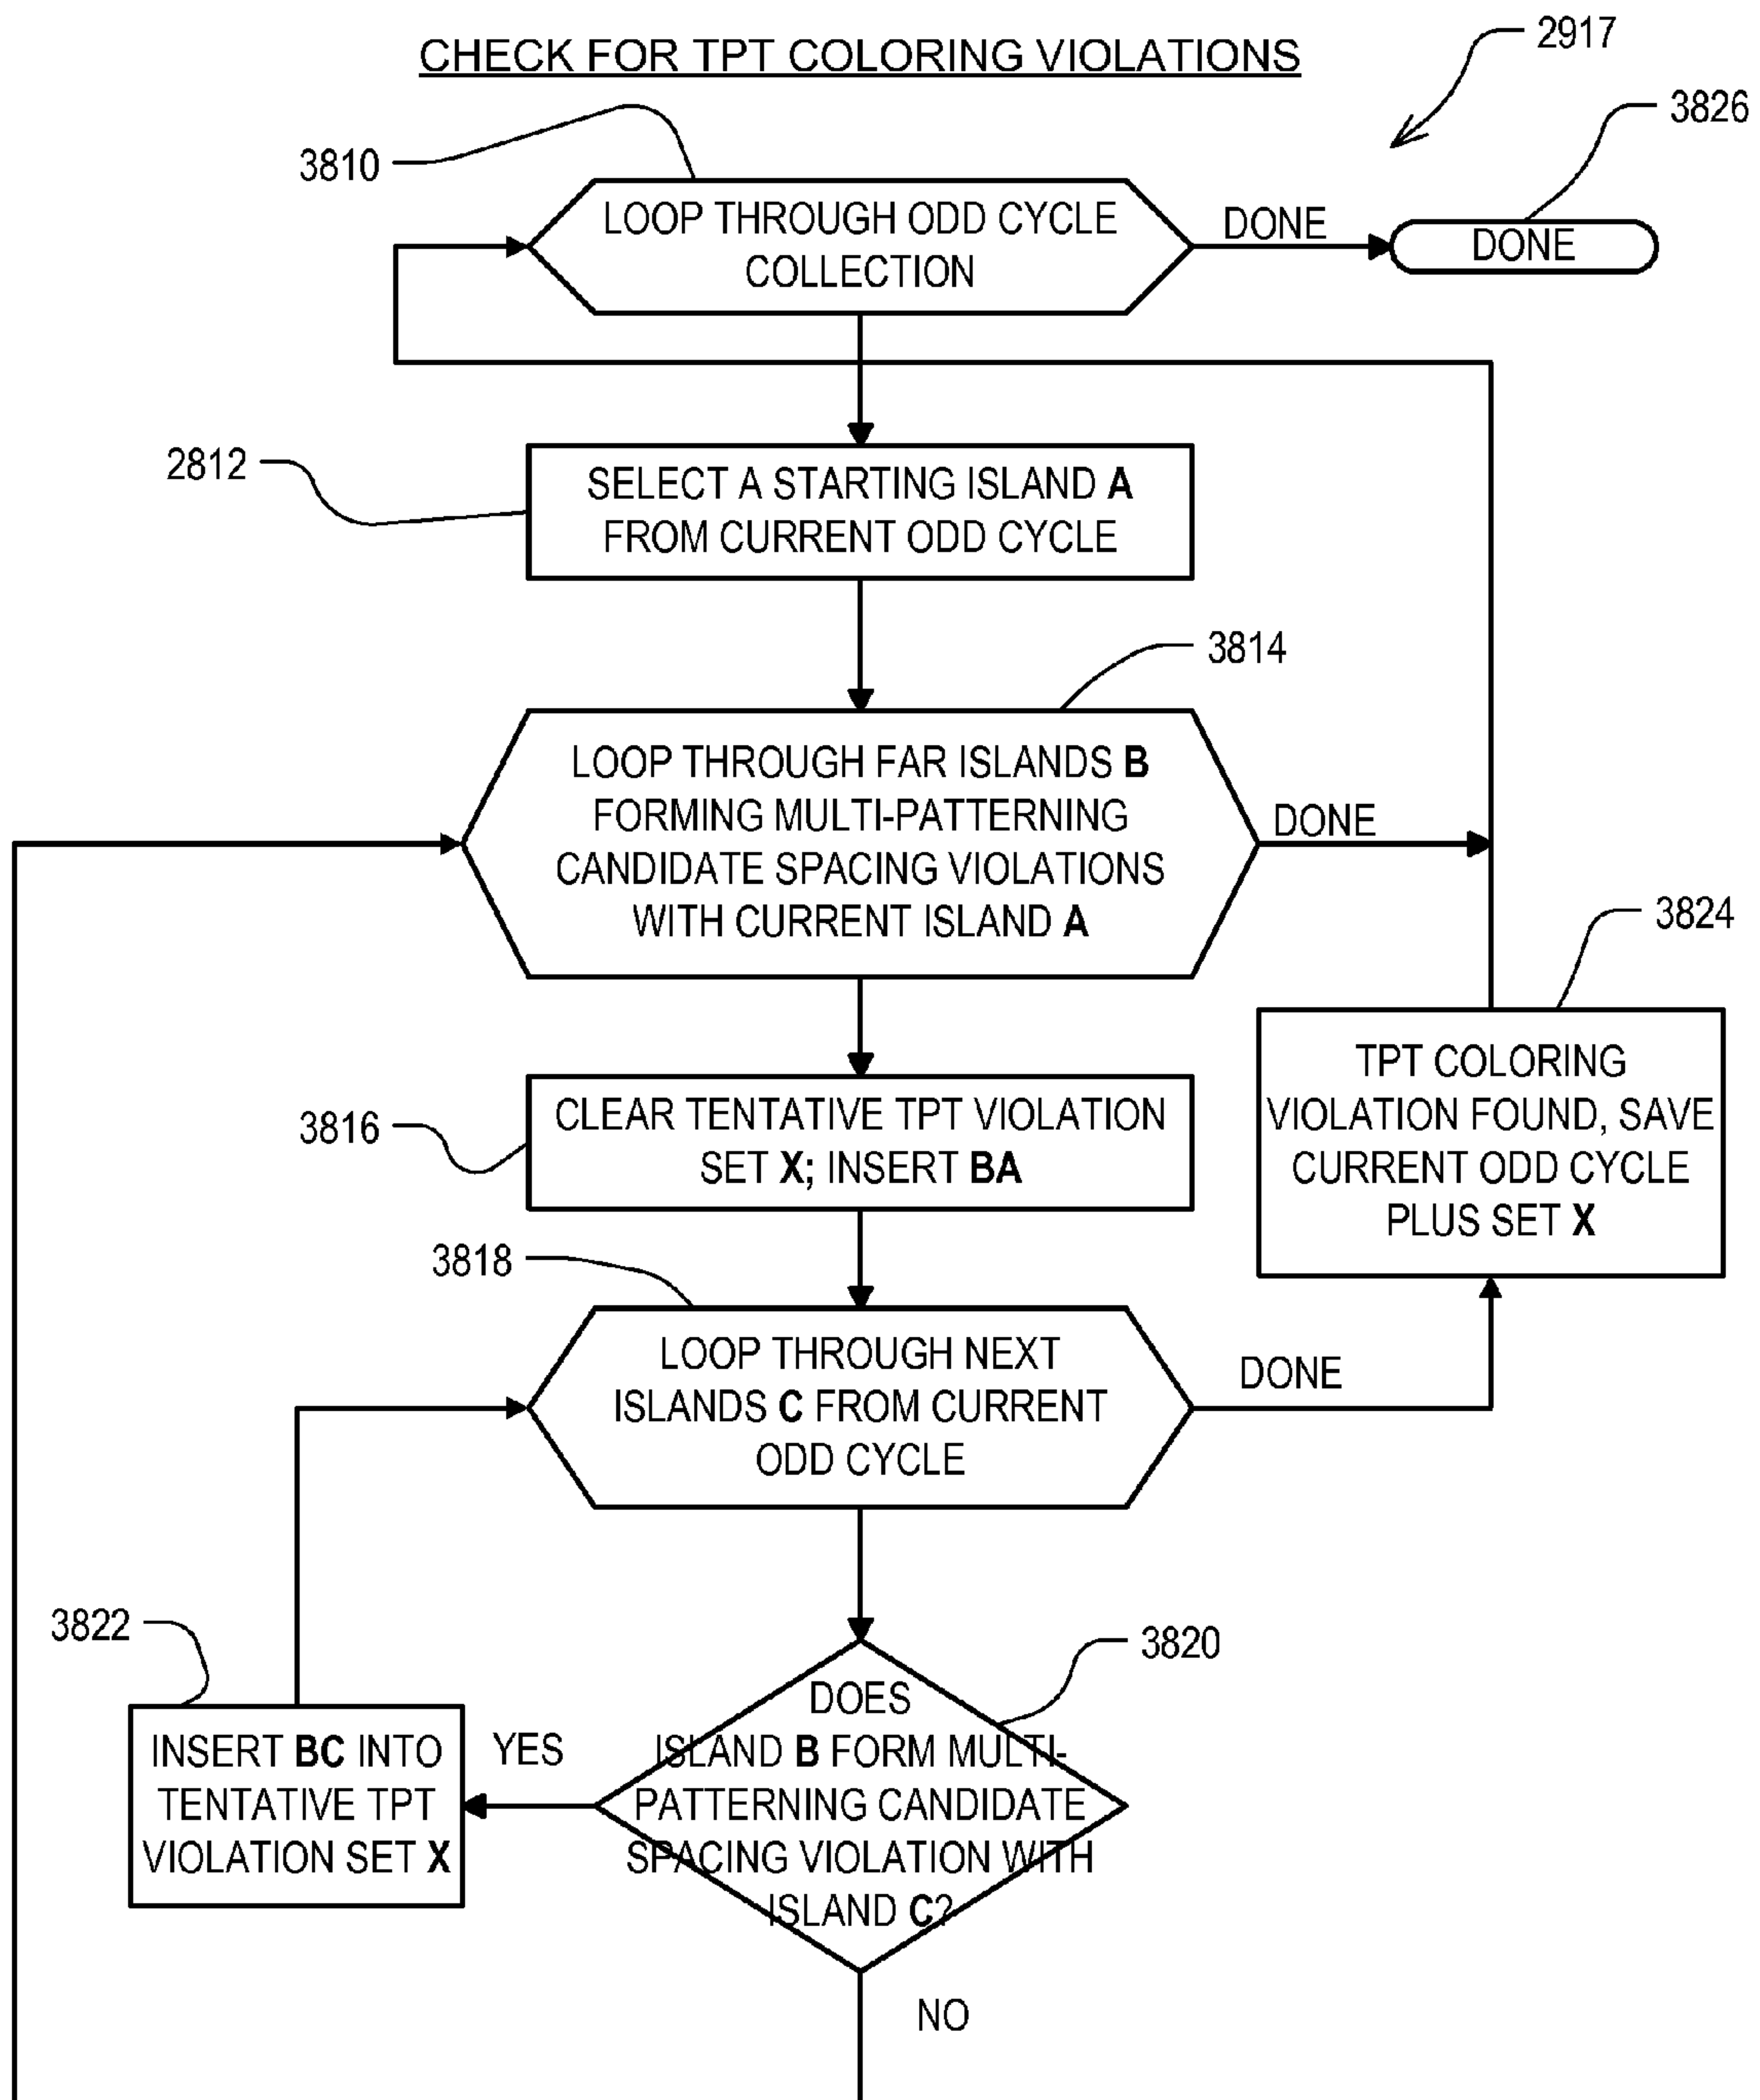 CHECK FOR TPT COLORING VIOLATIONS
2917
3826
3810
LOOP THROUGH ODD CYCLE
COLLECTION
DONE
DONE
2812
SELECT A STARTING ISLAND A
FROM CURRENT ODD CYCLE
3814
LOOP THROUGH FAR ISLANDS B
FORMING MULTI-PATTERNING
CANDIDATE SPACING VIOLATIONS
WITH CURRENT ISLAND A
DONE
3824
TPT COLORING
VIOLATION FOUND, SAVE
CURRENT ODD CYCLE
PLUS SET X
3816
CLEAR TENTATIVE TPT VIOLATION
SET X; INSERT BA
3818
LOOP THROUGH NEXT
ISLANDS C FROM CURRENT
ODD CYCLE
DONE
3822
INSERT BC INTO
TENTATIVE TPT
VIOLATION SET X
YES
3820
DOES
ISLAND B FORM MULTI-
PATTERNING CANDIDATE
SPACING VIOLATION WITH
ISLAND C?
NO